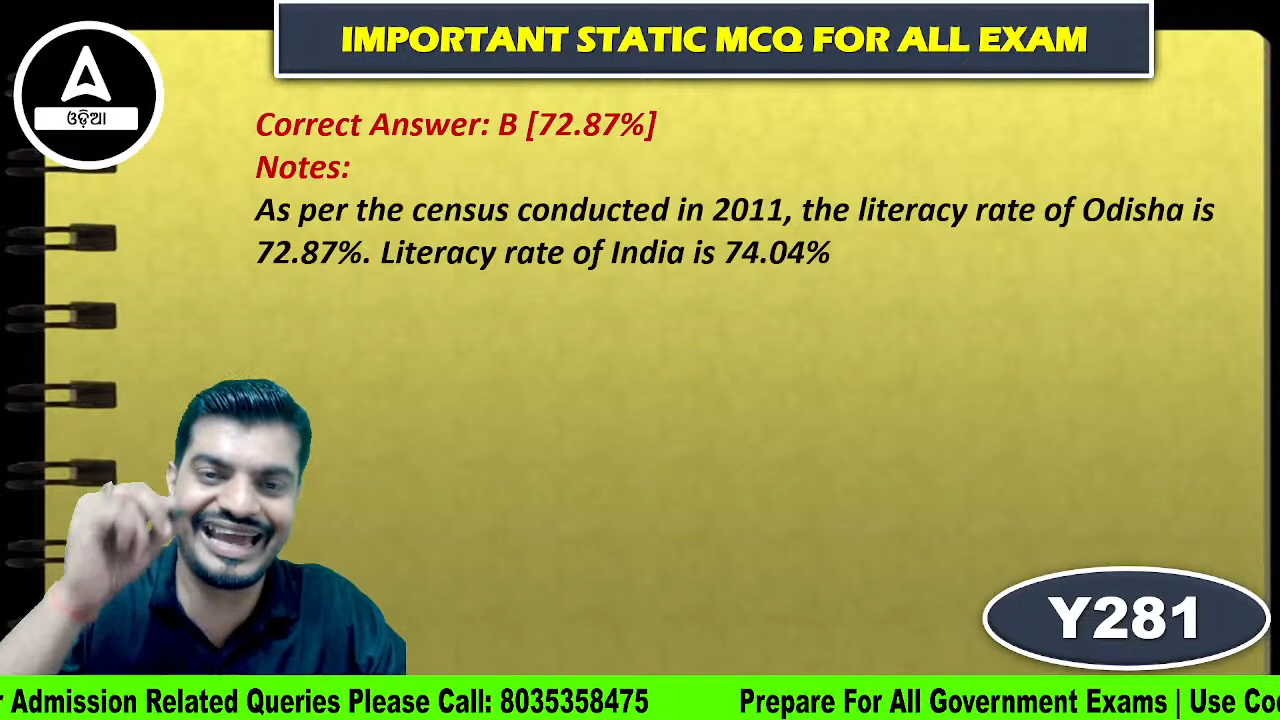 IMPORTANT STATIC MCQ FOR ALL EXAM
ଓଡ଼ିଆ
Correct Answer: B [72.87%]
Notes:
As per the census conducted in 2011, the literacy rate of Odisha is
72.87%. Literacy rate of India is 74.04%
Y281
Admission Related Queries Please Call: 8035358475 Prepare For All Government Exams | Use